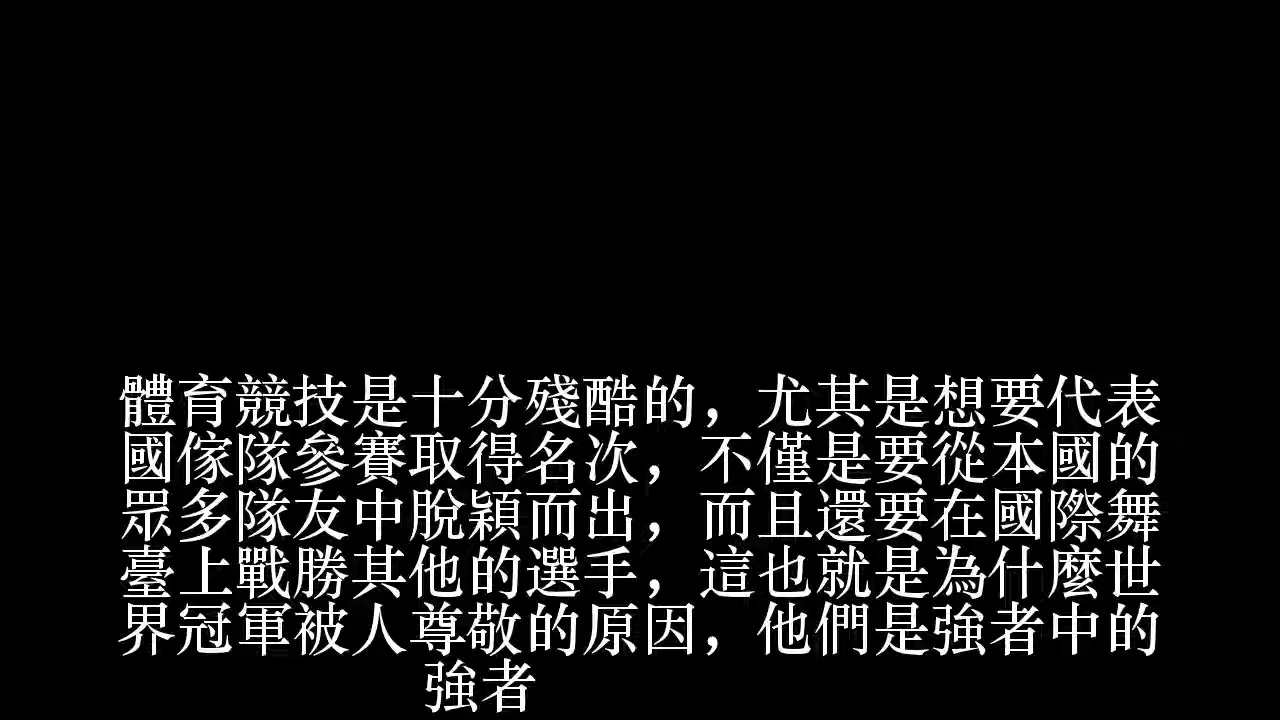 體育競技是十分殘酷的，尤其是想要代表
國傢隊參賽取得名次，不僅是要從本國的
眾多隊友中脫穎而出，而且還要在國際舞
臺上戰勝其他的選手，這也就是為什麼世
界冠軍被人尊敬的原因，他們是強者中的
強者